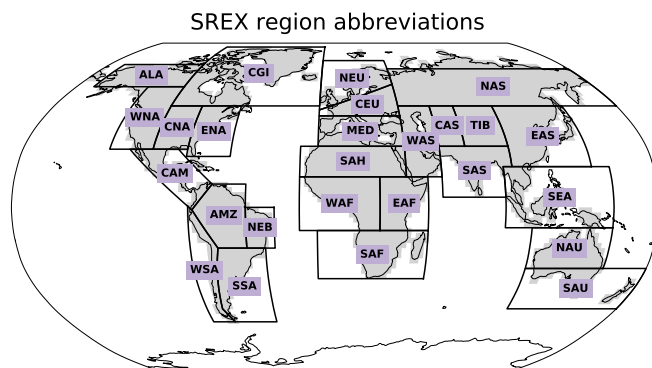 SREX region abbreviations
ALA
CGI
NEU
NAS
WNA
CNA
ENA
CEU
MED
WAS
CAS
TIB
EAS
CAM
SAH
SAS
AMZ
NEB
WAF
EAF
SEA
WSA
SSA
SAF
NAU
SAU